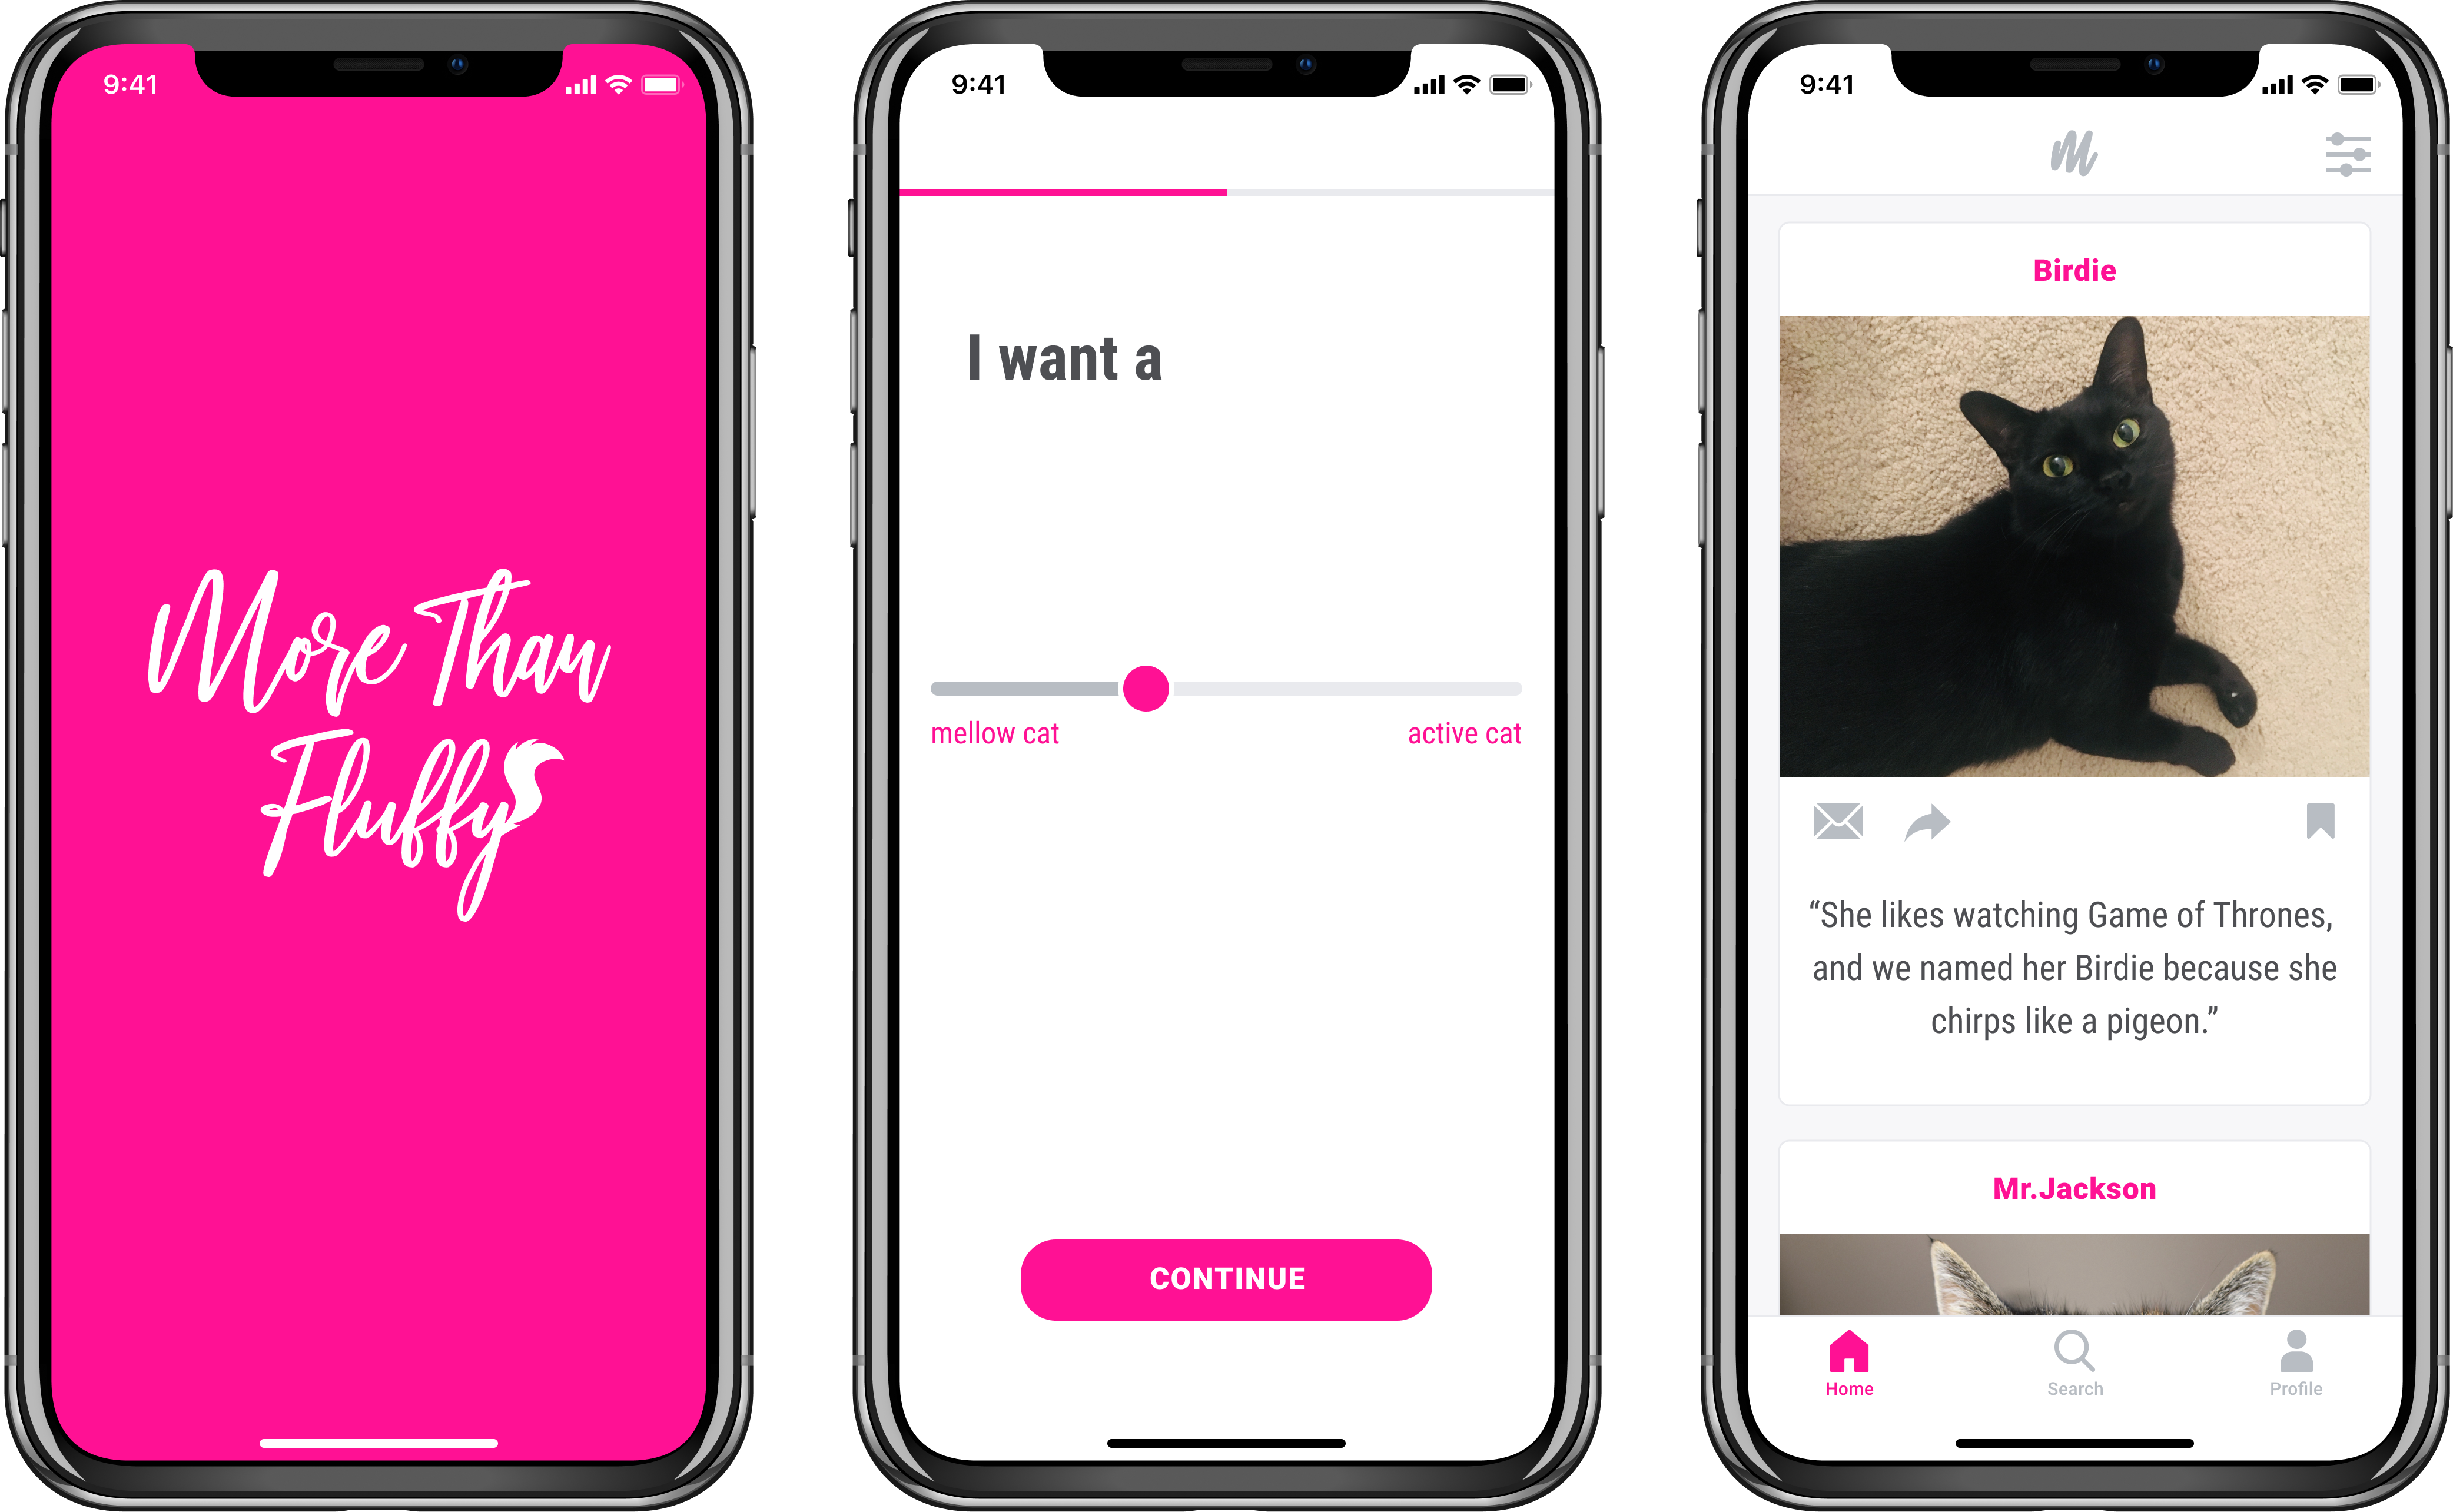 9:41
More Than
Fluffy
9:41
I want a
mellow cat
active cat
CONTINUE
9:41
M
Birdie
“She likes watching Game of Thrones,
and we named her Birdie because she
chirps like a pigeon.”
Mr.Jackson
Home
Search
Profile